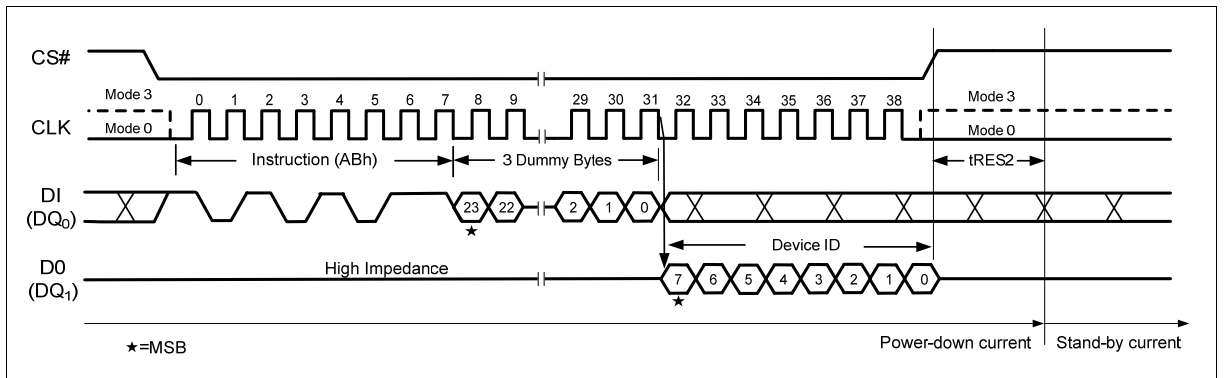 CS#
Mode 3
0 1 2 3 4 5 6 7 8 9 29 30 31 32 33 34 35 36 37 38
Mode 3
CLK
Mode 0
Mode 0
Instruction (ABh)
3 Dummy Bytes
tRES2
DI
(DQ0)
23 22 2 1 0
★
Device ID
D0
(DQ1)
High Impedance
7 6 5 4 3 2 1 0
★
★=MSB
Power-down current
Stand-by current